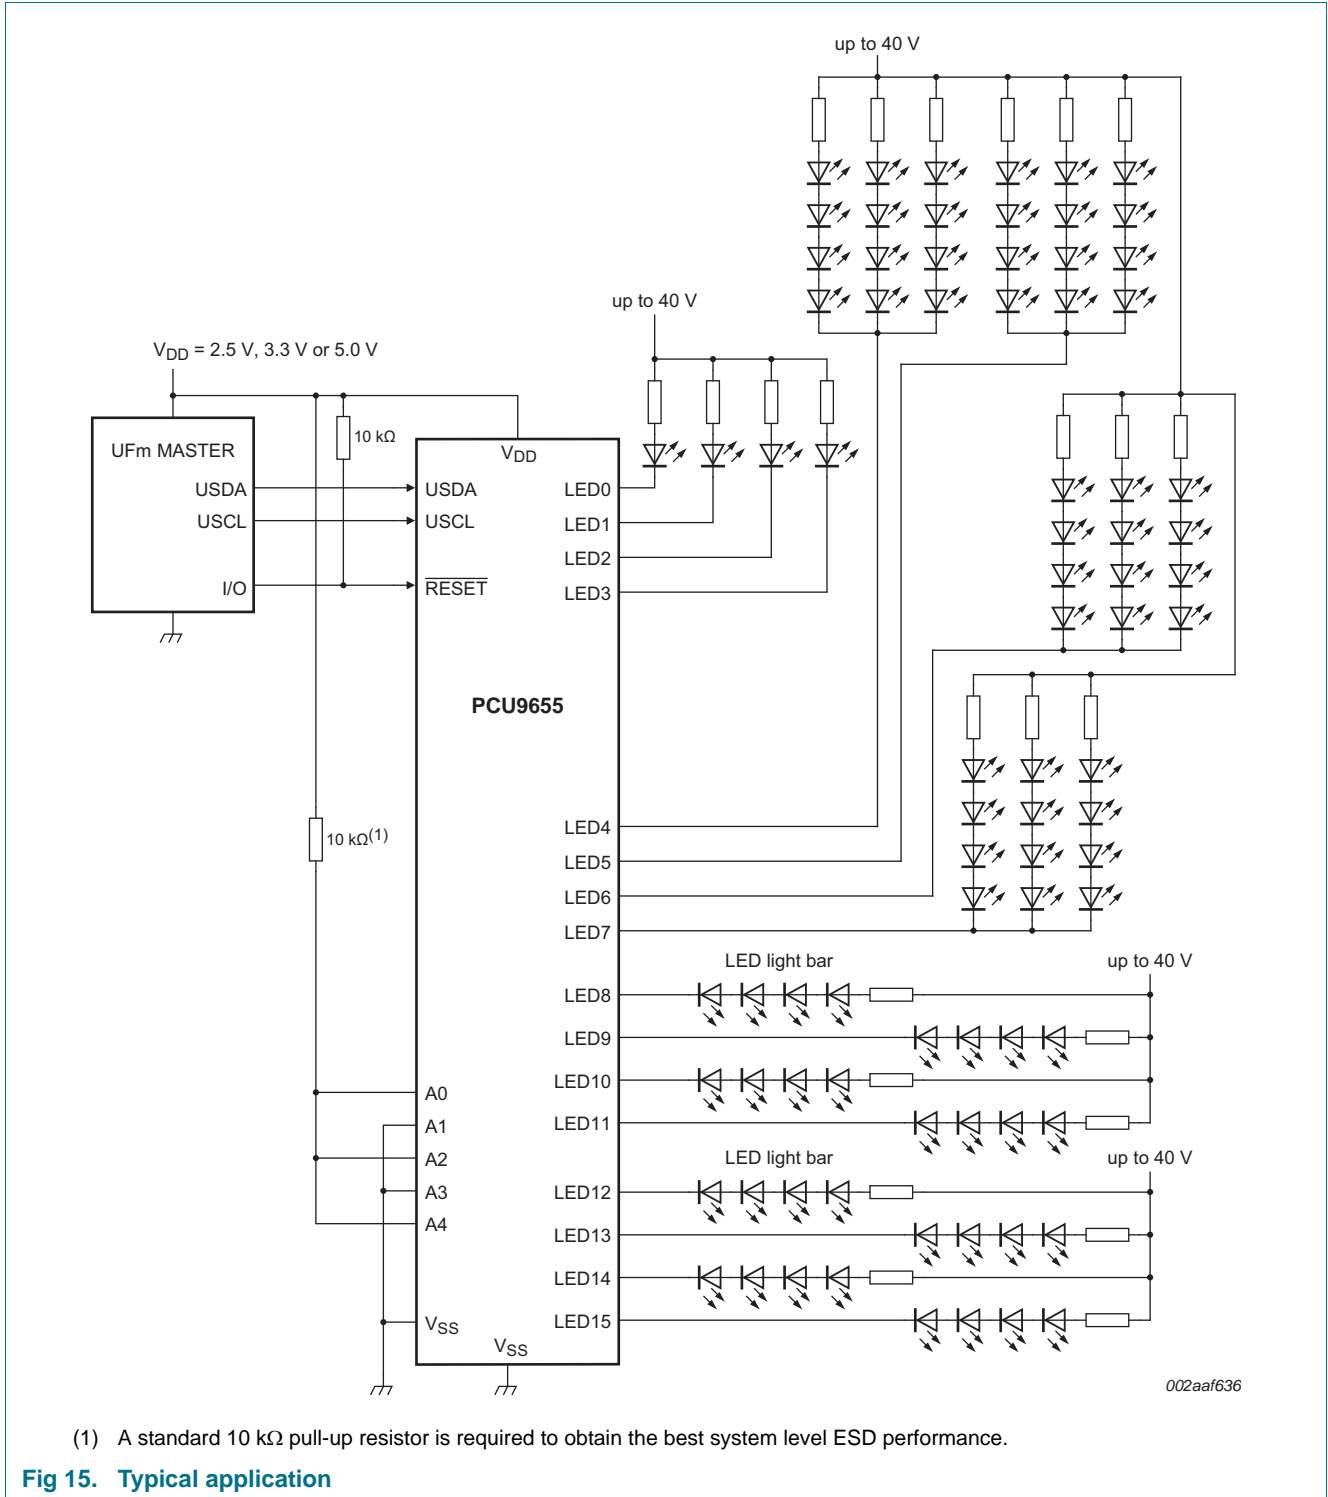 up to 40 V
up to 40 V
VDD = 2.5 V, 3.3 V or 5.0 V
UFm MASTER
USDA
USCL
I/O
10 kΩ
10 kΩ(1)
VDD
USDA
USCL
RESET
PCU9655
A0
A1
A2
A3
A4
VSS
VSS
LED0
LED1
LED2
LED3
LED4
LED5
LED6
LED7
LED8
LED9
LED10
LED11
LED12
LED13
LED14
LED15
LED light bar
up to 40 V
LED light bar
up to 40 V
002aaf636
(1) A standard 10 kΩ pull-up resistor is required to obtain the best system level ESD performance.
Fig 15. Typical application